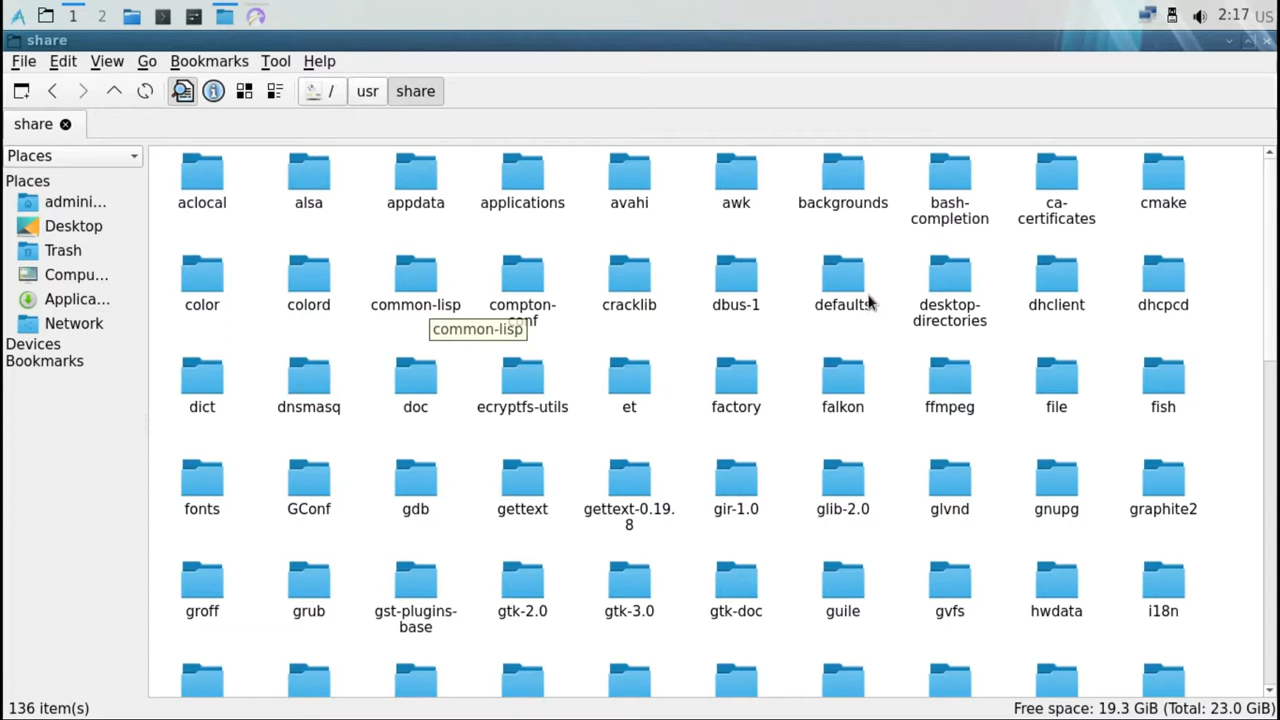 1 2 2:17 US
share
File Edit View Go Bookmarks Tool Help
/ usr share
share
Places
Places
admini...
Desktop
Trash
Compu...
Applica...
Network
Devices
Bookmarks
aclocal alsa appdata applications avahi awk backgrounds bash-completion ca-certificates cmake
color colord common-lisp compton-conf cracklib dbus-1 defaults desktop-directories dhclient dhcpcd
common-lisp
dict dnsmasq doc ecryptfs-utils et factory falkon ffmpeg file fish
fonts GConf gdb gettext gettext-0.19.8 gir-1.0 glib-2.0 glvnd gnupg graphite2
groff grub gst-plugins-base gtk-2.0 gtk-3.0 gtk-doc guile gvfs hwdata i18n
136 item(s) Free space: 19.3 GiB (Total: 23.0 GiB)